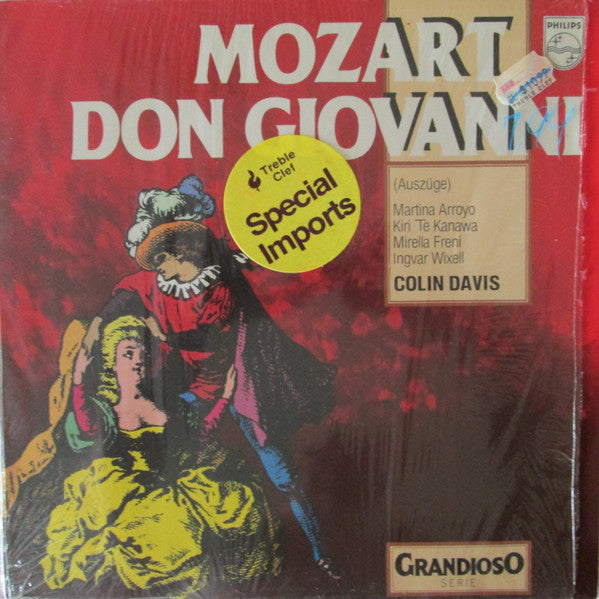 PHILIPS
MOZART
DON GIOVANNI
Treble
Clef
Special
Imports
(Auszüge)
Martina Arroyo
Kiri Te Kanawa
Mirella Freni
Ingvar Wixell
COLIN DAVIS
GRANDIOSO
SERIE